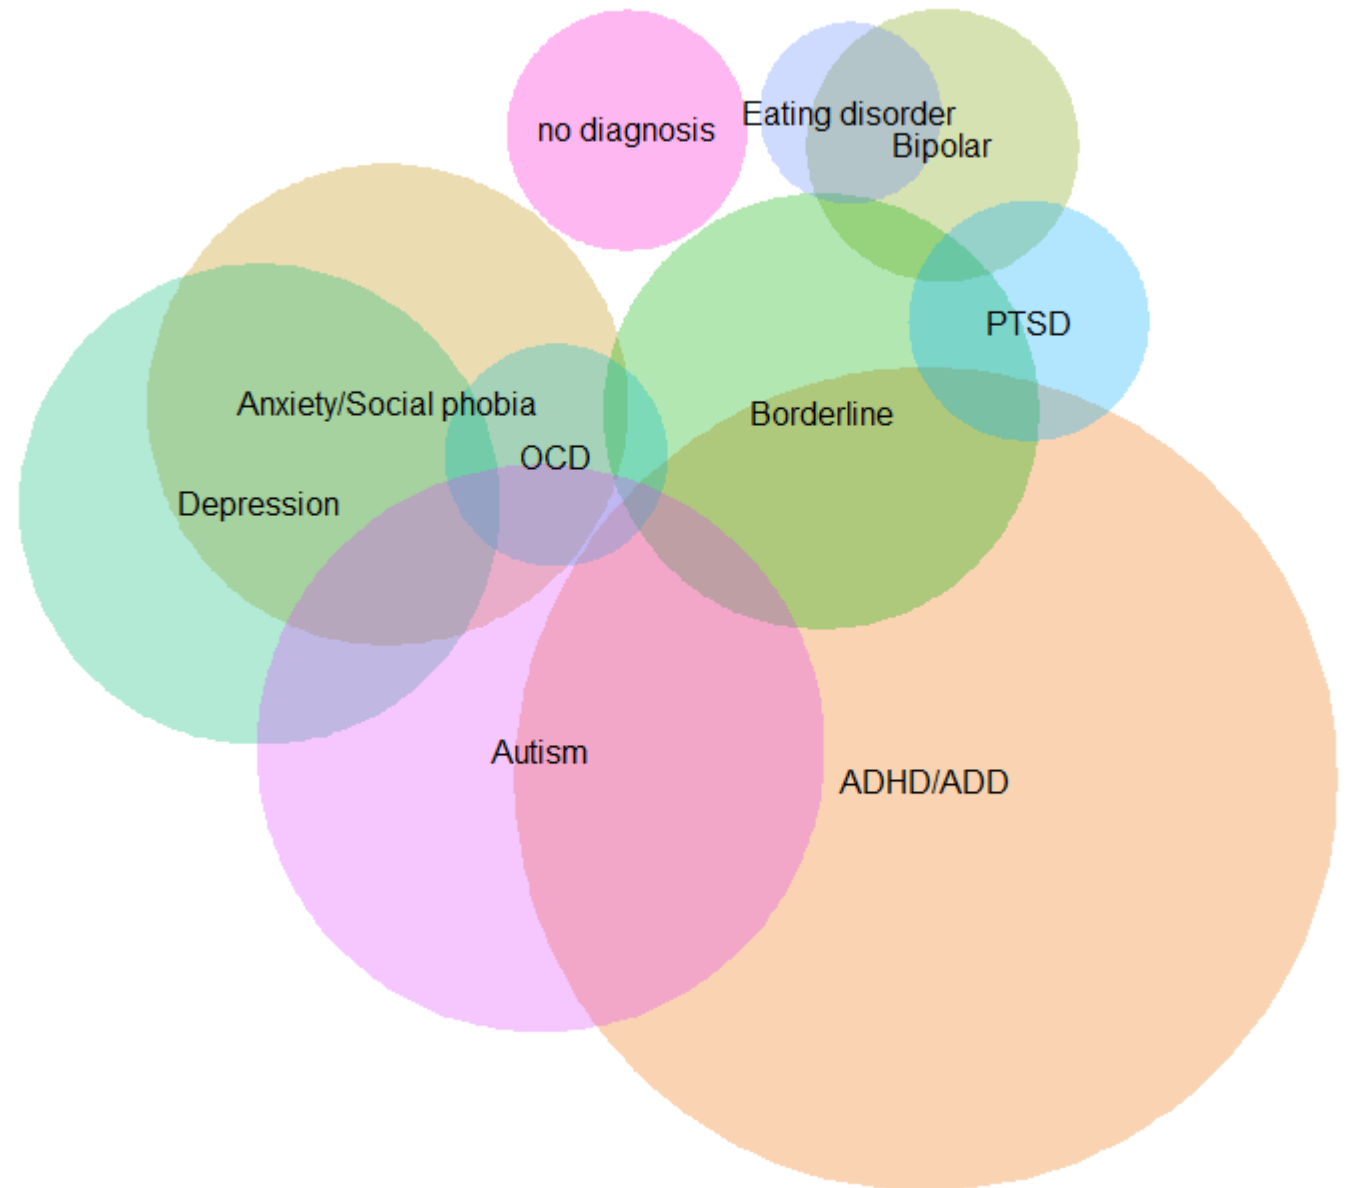 no diagnosis
Eating disorder
Bipolar
PTSD
Anxiety/Social phobia
Borderline
OCD
Depression
Autism
ADHD/ADD